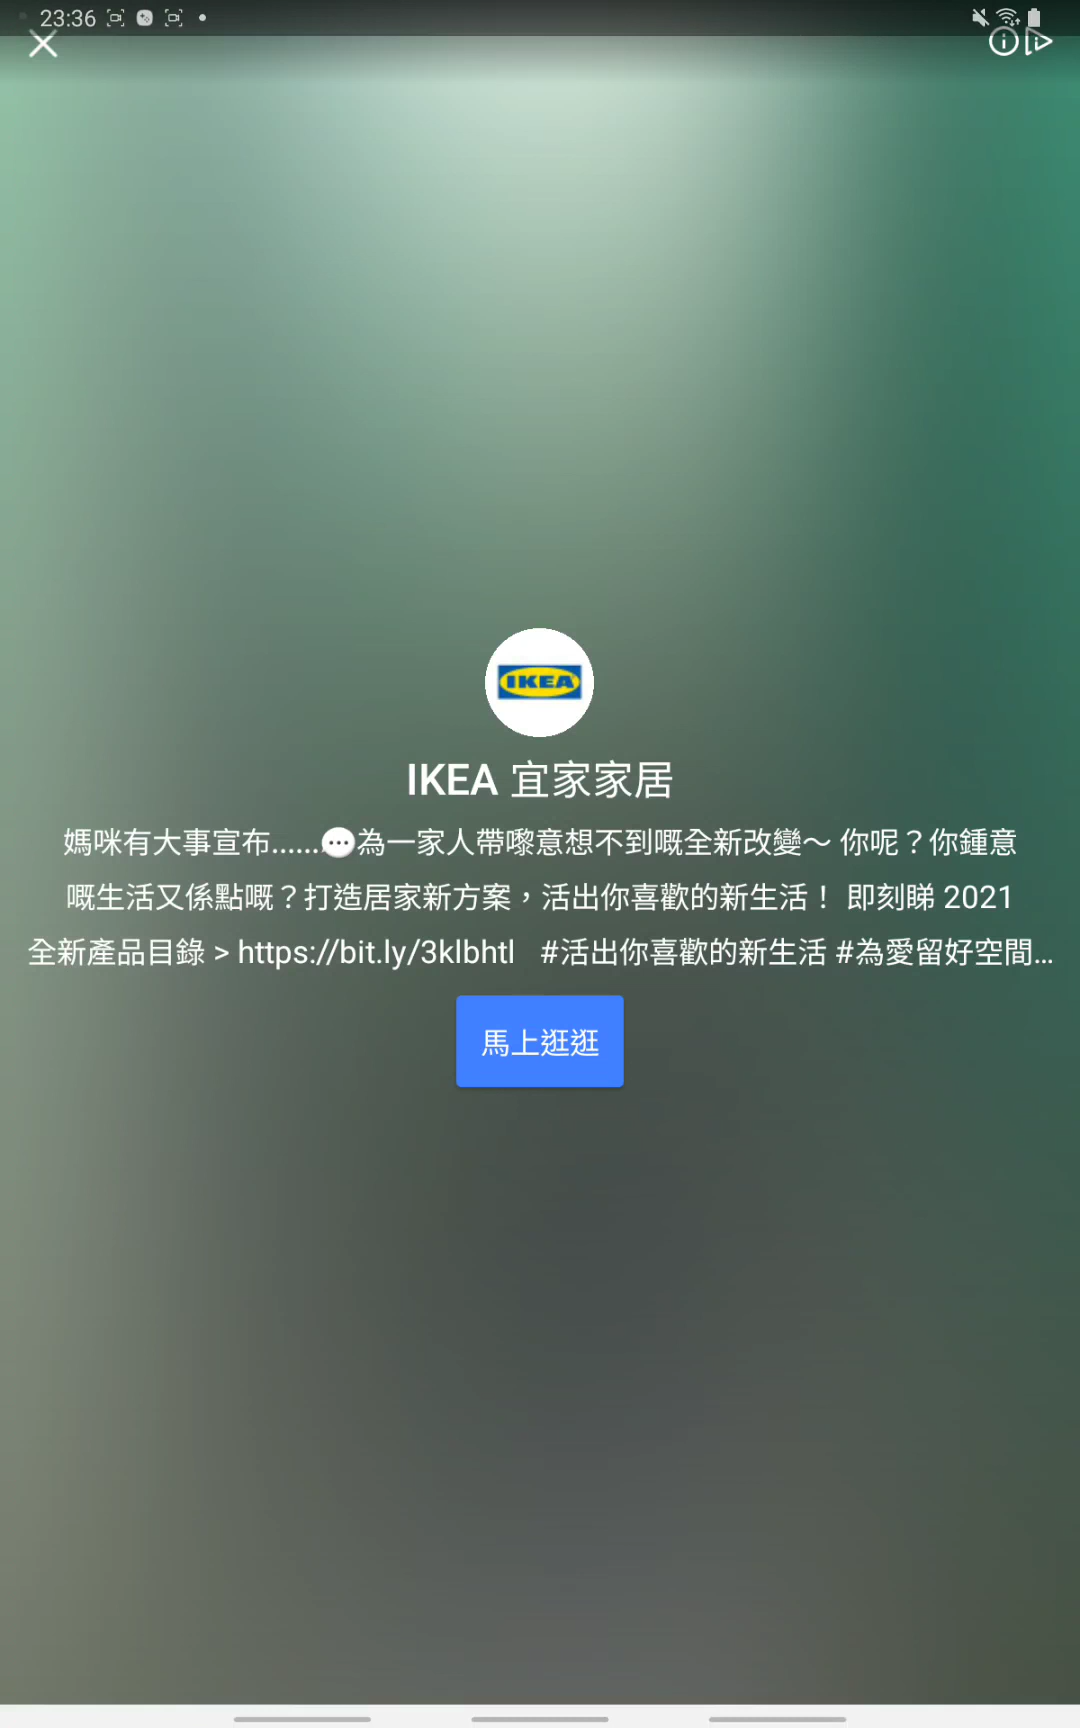 23:36
IKEA
IKEA 宜家家居
媽咪有大事宣布......💬為一家人帶嚟意想不到嘅全新改變～ 你呢？你鍾意
嘅生活又係點嘅？打造居家新方案，活出你喜歡的新生活！ 即刻睇 2021
全新產品目錄 > https://bit.ly/3klbhtl #活出你喜歡的新生活 #為愛留好空間...
馬上逛逛